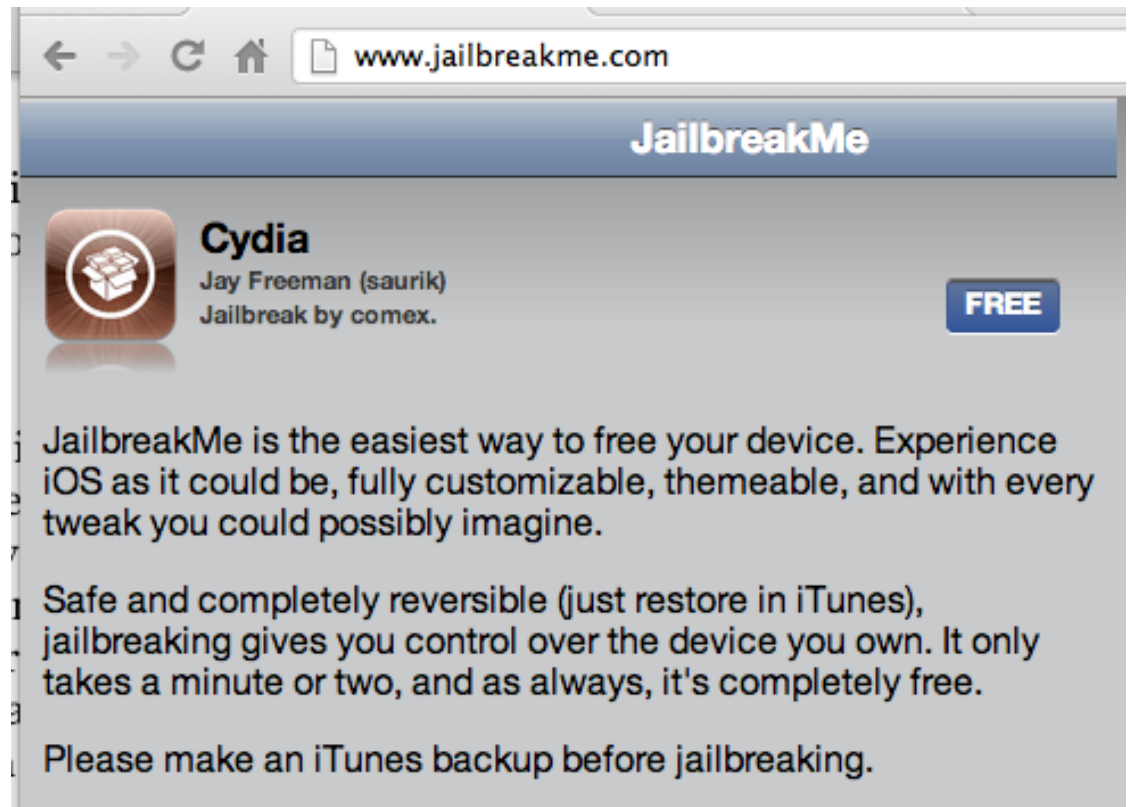 www.jailbreakme.com
JailbreakMe
Cydia
Jay Freeman (saurik)
Jailbreak by comex.
FREE
JailbreakMe is the easiest way to free your device. Experience
iOS as it could be, fully customizable, themeable, and with every
tweak you could possibly imagine.
Safe and completely reversible (just restore in iTunes),
jailbreaking gives you control over the device you own. It only
takes a minute or two, and as always, it's completely free.
Please make an iTunes backup before jailbreaking.